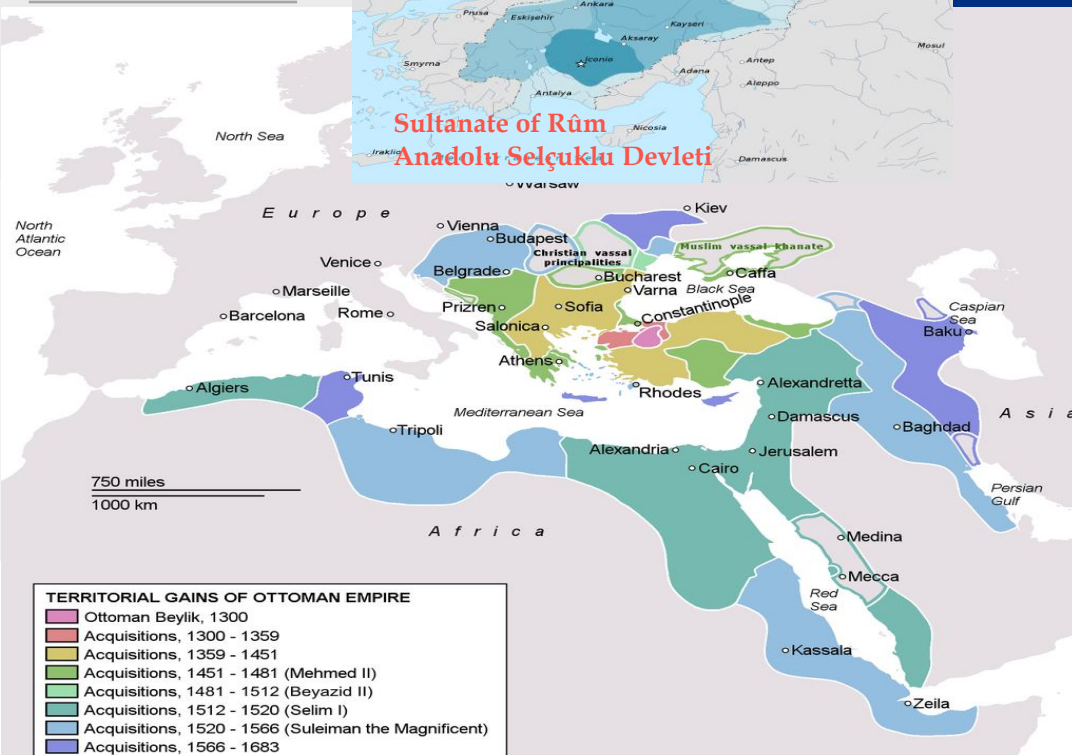 Ankara
Prusa
Eskişehir
Kayseri
Aksaray
Iconio
Smyrna
Adana
Antep
Mosul
Aleppo
Antalya
Sultanate of Rûm
Nicosia
Iraklio
Anadolu Selçuklu Devleti
Damascus
Warsaw
North Sea
Europe
Kiev
North
Atlantic
Ocean
Vienna
Budapest
Christian vassal
principalities
Muslim vassal khanate
Venice
Belgrade
Bucharest
Caffa
Marseille
Varna
Black Sea
Prizren
Sofia
Constantinople
Caspian
Sea
Barcelona
Rome
Salonica
Baku
Athens
Tunis
Algiers
Rhodes
Alexandretta
Mediterranean Sea
Damascus
Asia
Tripoli
Baghdad
Alexandria
Jerusalem
Cairo
750 miles
1000 km
Persian
Gulf
Africa
Medina
Mecca
Red
Sea
Kassala
Zeila
TERRITORIAL GAINS OF OTTOMAN EMPIRE
Ottoman Beylik, 1300
Acquisitions, 1300 - 1359
Acquisitions, 1359 - 1451
Acquisitions, 1451 - 1481 (Mehmed II)
Acquisitions, 1481 - 1512 (Beyazid II)
Acquisitions, 1512 - 1520 (Selim I)
Acquisitions, 1520 - 1566 (Suleiman the Magnificent)
Acquisitions, 1566 - 1683